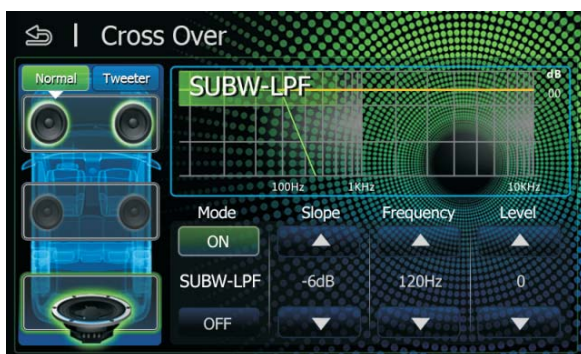 Cross Over
Normal Tweeter
SUBW-LPF
dB
00
100Hz 1KHz 10KHz
Mode Slope Frequency Level
ON
SUBW-LPF -6dB 120Hz 0
OFF